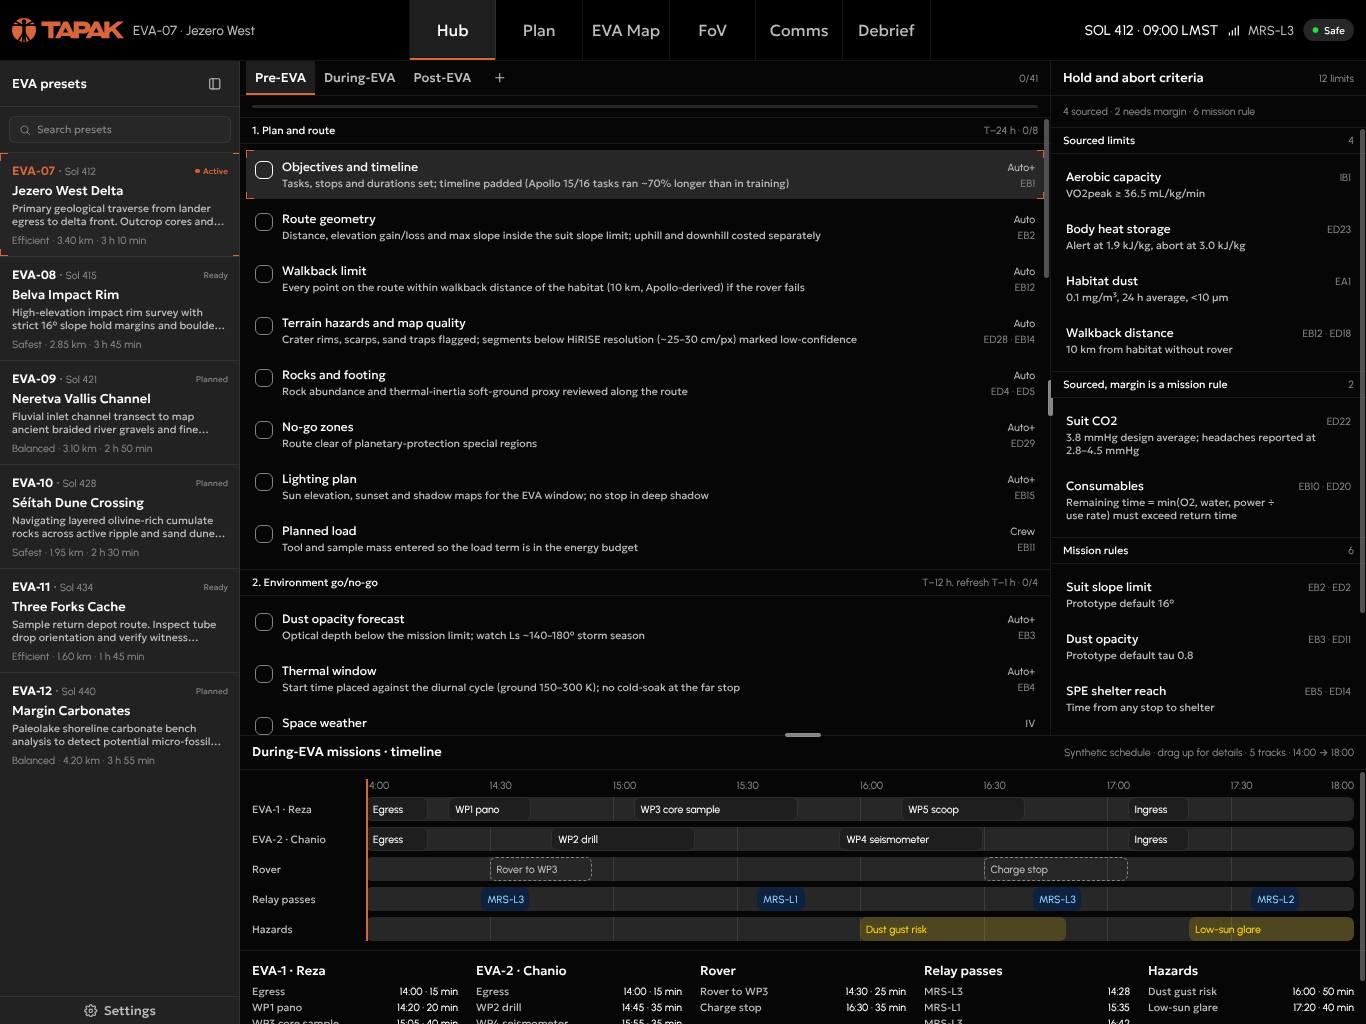 TAPAK
EVA-07 · Jezero West
Hub
Plan
EVA Map
FoV
Comms
Debrief
SOL 412 · 09:00 LMST
MRS-L3
Safe
EVA presets
Search presets
EVA-07 · Sol 412
Active
Jezero West Delta
Primary geological traverse from lander
egress to delta front. Outcrop cores and...
Efficient · 3.40 km · 3 h 10 min
EVA-08 · Sol 415
Ready
Belva Impact Rim
High-elevation impact rim survey with
strict 16° slope hold margins and boulde...
Safest · 2.85 km · 3 h 45 min
EVA-09 · Sol 421
Planned
Neretva Vallis Channel
Fluvial inlet channel transect to map
ancient braided river gravels and fine...
Balanced · 3.10 km · 2 h 50 min
EVA-10 · Sol 428
Planned
Séítah Dune Crossing
Navigating layered olivine-rich cumulate
rocks across active ripple and sand dune...
Safest · 1.95 km · 2 h 30 min
EVA-11 · Sol 434
Ready
Three Forks Cache
Sample return depot route. Inspect tube
drop orientation and verify witness...
Efficient · 1.60 km · 1 h 45 min
EVA-12 · Sol 440
Planned
Margin Carbonates
Paleolake shoreline carbonate bench
analysis to detect potential micro-fossil...
Balanced · 4.20 km · 3 h 55 min
Settings
Pre-EVA
During-EVA
Post-EVA
+
0/41
1. Plan and route
T–24 h · 0/8
Objectives and timeline
Auto+
Tasks, stops and durations set; timeline padded (Apollo 15/16 tasks ran ~70% longer than in training)
EB1
Route geometry
Auto
Distance, elevation gain/loss and max slope inside the suit slope limit; uphill and downhill costed separately
EB2
Walkback limit
Auto
Every point on the route within walkback distance of the habitat (10 km, Apollo-derived) if the rover fails
EB12
Terrain hazards and map quality
Auto
Crater rims, scarps, sand traps flagged; segments below HiRISE resolution (~25–30 cm/px) marked low-confidence
ED28 · EB14
Rocks and footing
Auto
Rock abundance and thermal-inertia soft-ground proxy reviewed along the route
ED4 · ED5
No-go zones
Auto+
Route clear of planetary-protection special regions
ED29
Lighting plan
Auto+
Sun elevation, sunset and shadow maps for the EVA window; no stop in deep shadow
EB15
Planned load
Crew
Tool and sample mass entered so the load term is in the energy budget
EB11
2. Environment go/no-go
T–12 h, refresh T–1 h · 0/4
Dust opacity forecast
Auto+
Optical depth below the mission limit; watch Ls ~140–180° storm season
EB3
Thermal window
Auto+
Start time placed against the diurnal cycle (ground 150–300 K); no cold-soak at the far stop
EB4
Space weather
IV
Hold and abort criteria
12 limits
4 sourced · 2 needs margin · 6 mission rule
Sourced limits
4
Aerobic capacity
IB1
VO2peak ≥ 36.5 mL/kg/min
Body heat storage
ED23
Alert at 1.9 kJ/kg, abort at 3.0 kJ/kg
Habitat dust
EA1
0.1 mg/m³, 24 h average, <10 µm
Walkback distance
EB12 · ED18
10 km from habitat without rover
Sourced, margin is a mission rule
2
Suit CO2
ED22
3.8 mmHg design average; headaches reported at
2.8–4.5 mmHg
Consumables
EB10 · ED20
Remaining time = min(O2, water, power ÷
use rate) must exceed return time
Mission rules
6
Suit slope limit
EB2 · ED2
Prototype default 16°
Dust opacity
EB3 · ED11
Prototype default tau 0.8
SPE shelter reach
EB5 · ED14
Time from any stop to shelter
During-EVA missions · timeline
Synthetic schedule · drag up for details · 5 tracks · 14:00 → 18:00
4:00
14:30
15:00
15:30
16:00
16:30
17:00
17:30
18:00
EVA-1 · Reza
Egress
WP1 pano
WP3 core sample
WP5 scoop
Ingress
EVA-2 · Chanio
Egress
WP2 drill
WP4 seismometer
Ingress
Rover
Rover to WP3
Charge stop
Relay passes
MRS-L3
MRS-L1
MRS-L3
MRS-L2
Hazards
Dust gust risk
Low-sun glare
EVA-1 · Reza
Egress
14:00 · 15 min
WP1 pano
14:20 · 20 min
WP3 core sample
15:05 · 40 min
EVA-2 · Chanio
Egress
14:00 · 15 min
WP2 drill
14:45 · 35 min
WP4 seismometer
15:55 · 35 min
Rover
Rover to WP3
14:30 · 25 min
Charge stop
16:30 · 35 min
Relay passes
MRS-L3
14:28
MRS-L1
15:35
MRS-L3
16:42
Hazards
Dust gust risk
16:00 · 50 min
Low-sun glare
17:20 · 40 min